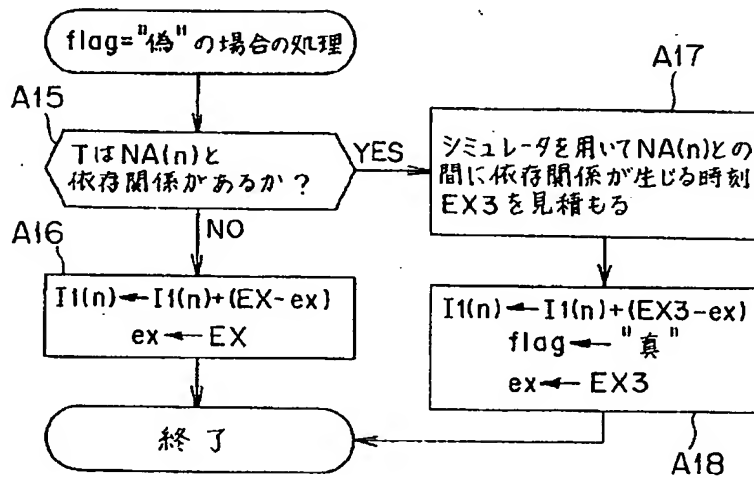 flag="偽"の場合の処理
A15
TはNA(n)と
依存関係があるか?
YES
NO
A16
I1(n)←I1(n)+(EX-ex)
ex←EX
終了
A17
シミュレータを用いてNA(n)との
間に依存関係が生じる時刻
EX3を見積もる
I1(n)←I1(n)+(EX3-ex)
flag←"真"
ex←EX3
A18